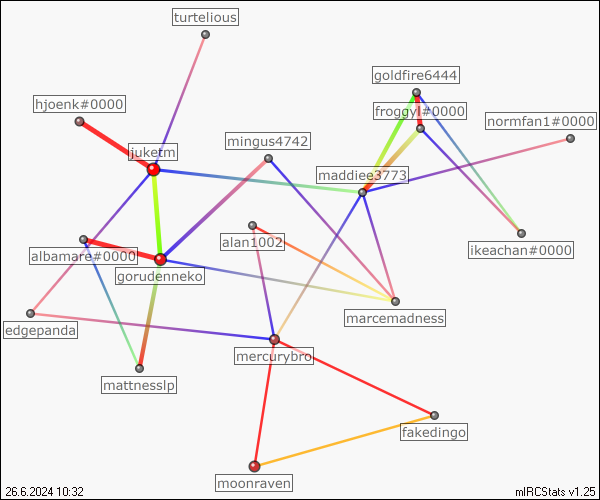 turtelious
goldfire6444
hjoenk#0000
froggyl#0000
normfan1#0000
mingus4742
juketm
maddiee3773
alan1002
ikeachan#0000
albamare#0000
gorudenneko
marcemadness
edgepanda
mercurybro
mattnesslp
fakedingo
moonraven
26.6.2024 10:32
mIRCStats v1.25